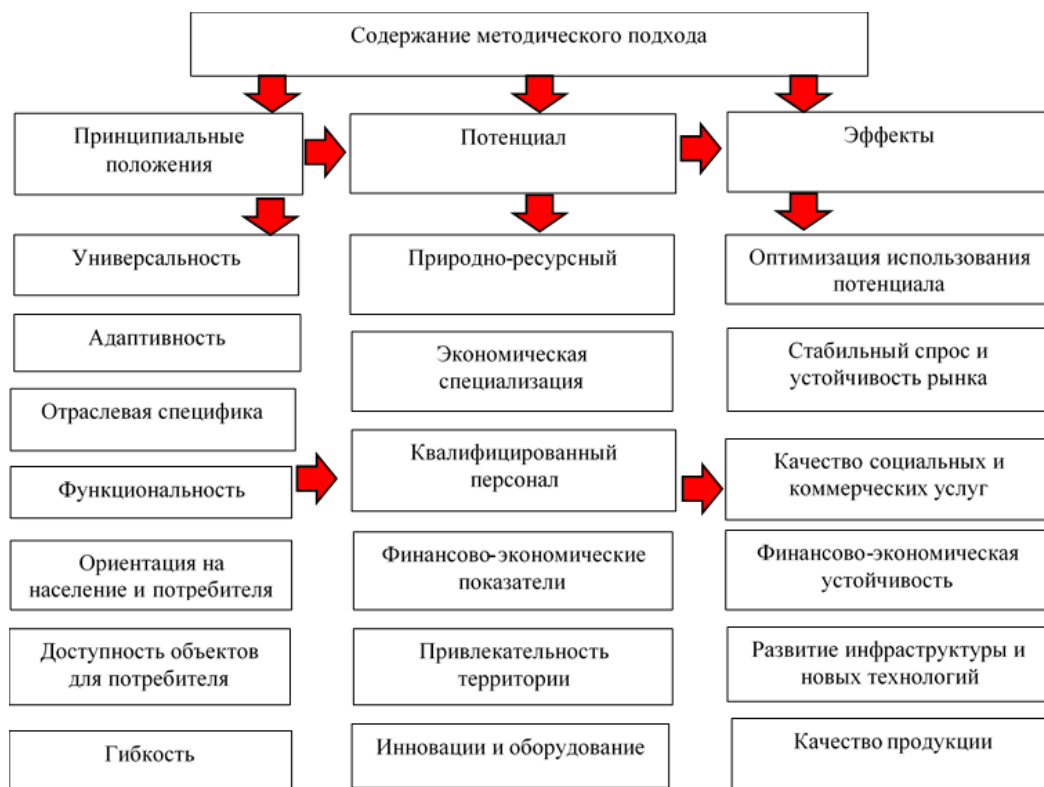 Содержание методического подхода
Принципиальные
положения
Потенциал
Эффекты
Универсальность
Природно-ресурсный
Оптимизация использования
потенциала
Адаптивность
Экономическая
специализация
Стабильный спрос и
устойчивость рынка
Отраслевая специфика
Квалифицированный
персонал
Качество социальных и
коммерческих услуг
Функциональность
Ориентация на
население и потребителя
Финансово-экономические
показатели
Финансово-экономическая
устойчивость
Доступность объектов
для потребителя
Привлекательность
территории
Развитие инфраструктуры и
новых технологий
Гибкость
Инновации и оборудование
Качество продукции